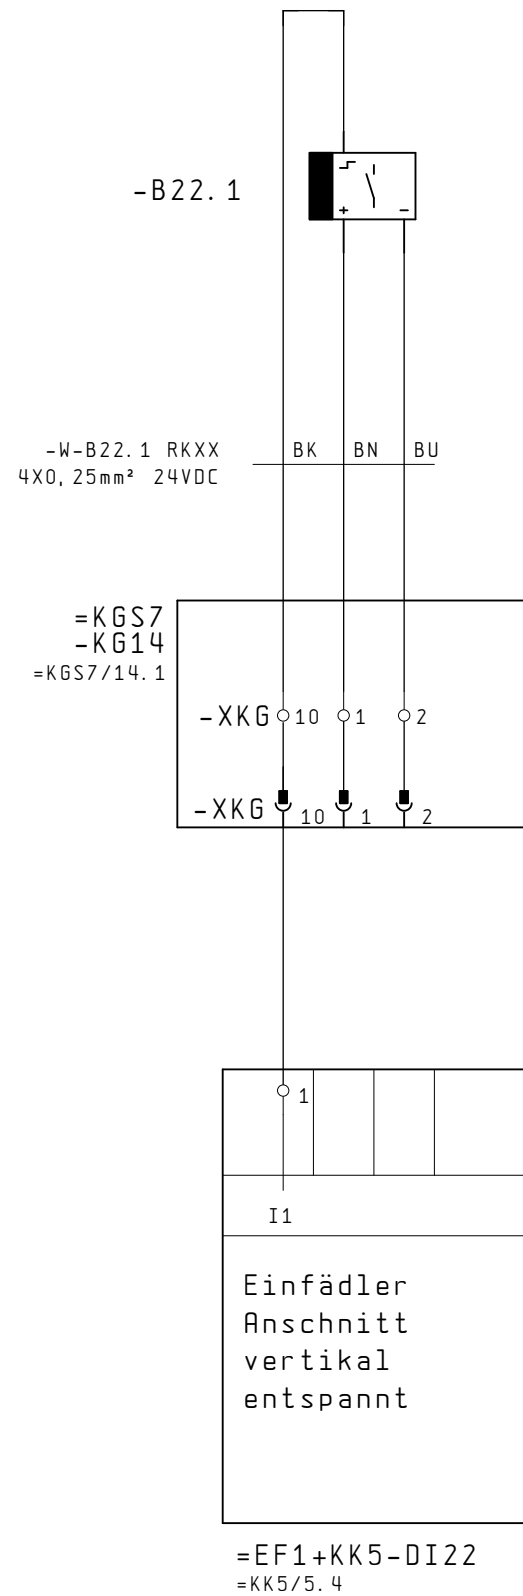 -B22.1
+ -
-W-B22.1 RKXX
4X0,25mm² 24VDC
BK BN BU
=KGS7
-KG14
=KGS7/14.1
-XKG 10 1 2
-XKG 10 1 2
1
I1
Einfädler
Anschnitt
vertikal
entspannt
=EF1+KK5-DI22
=KK5/5.4